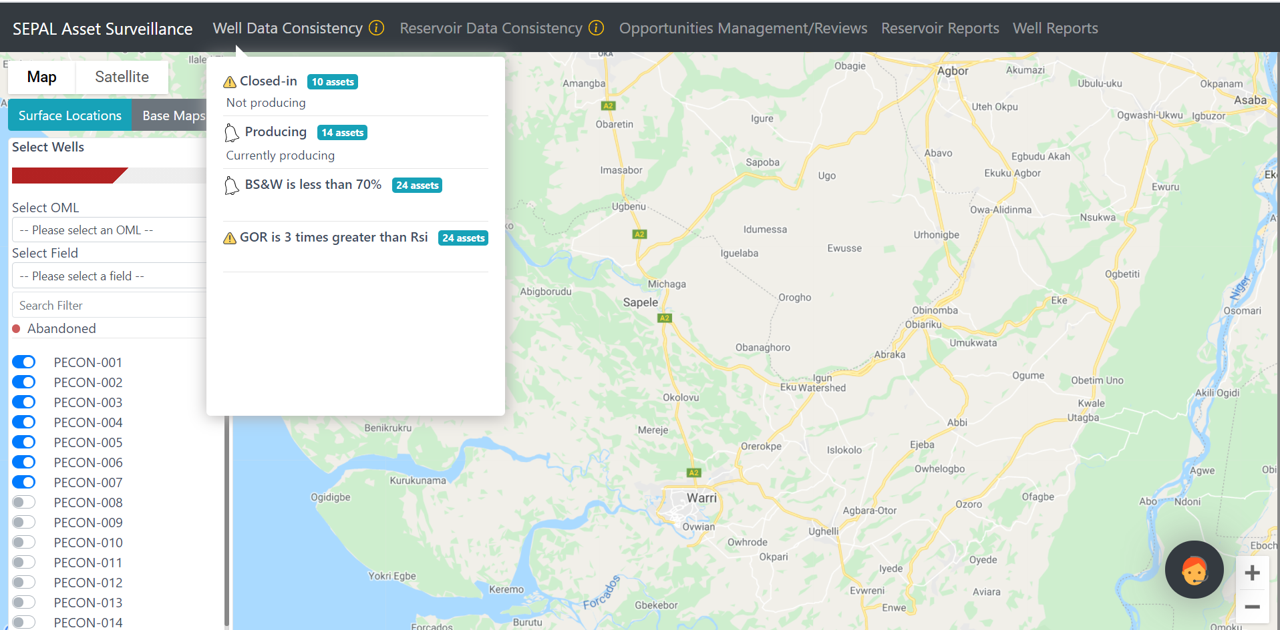 SEPAL Asset Surveillance
Well Data Consistency
Reservoir Data Consistency
Opportunities Management/Reviews
Reservoir Reports
Well Reports
Map
Satellite
Surface Locations
Base Maps
Select Wells
Select OML
-- Please select an OML --
Select Field
-- Please select a field --
Search Filter
Abandoned
PECON-001
PECON-002
PECON-003
PECON-004
PECON-005
PECON-006
PECON-007
PECON-008
PECON-009
PECON-010
PECON-011
PECON-012
PECON-013
PECON-014
Closed-in 10 assets
Not producing
Producing 14 assets
Currently producing
BS&W is less than 70% 24 assets
GOR is 3 times greater than Rsi 24 assets
Obagie
Agbor
Akumazi
Ubulu-uku
Okpanam
Asaba
Amangba
A2
Obaretin
Igure
Uteh Okpu
Ogwashi-Ukwu
Igbuzor
Abavo
Egbudu Akah
Imasabor
Sapoba
Ugo
Ekuku Agbor
Ewuru
Ugbenu
Owa-Alidinma
Nsukwa
A2
Idumessa
Urhonigbe
Iguelaba
Ewusse
Ogbetiti
Michaga
Abigborudu
Sapele
Orogho
Eke
Niger
Osomari
A2
Obinomba
Obiariku
Umukwata
Obanaghoro
Abraka
Igun
Eku
Watershed
Ogume
Obetim Uno
Akili Ogidi
Okolovu
Kwale
Utagba
Abbi
Benikrukru
Mereje
Orerokpe
Isiokolo
Ejeba
Owhelogbo
Agwe
Kurukunama
A2
Ogidigbe
Warri
Ozoro
Ofagbe
Abo
Ndoni
Agbara-Otor
Ovwian
Ughelli
Owhrode
Okpari
Oyede
Iyede
Yokri Egbe
Keremo
Forcados
Evwreni
Aviara
Gbekebor
Enwe
Burutu
Forcados